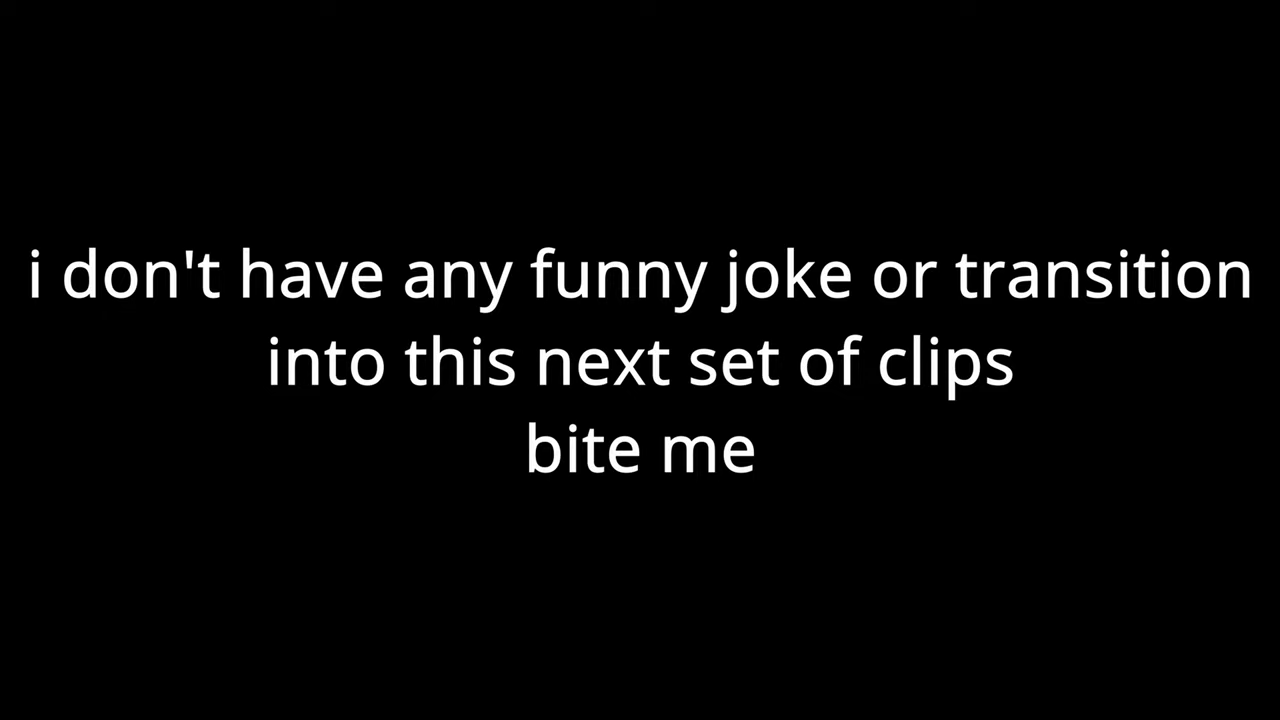 i don't have any funny joke or transition
into this next set of clips
bite me